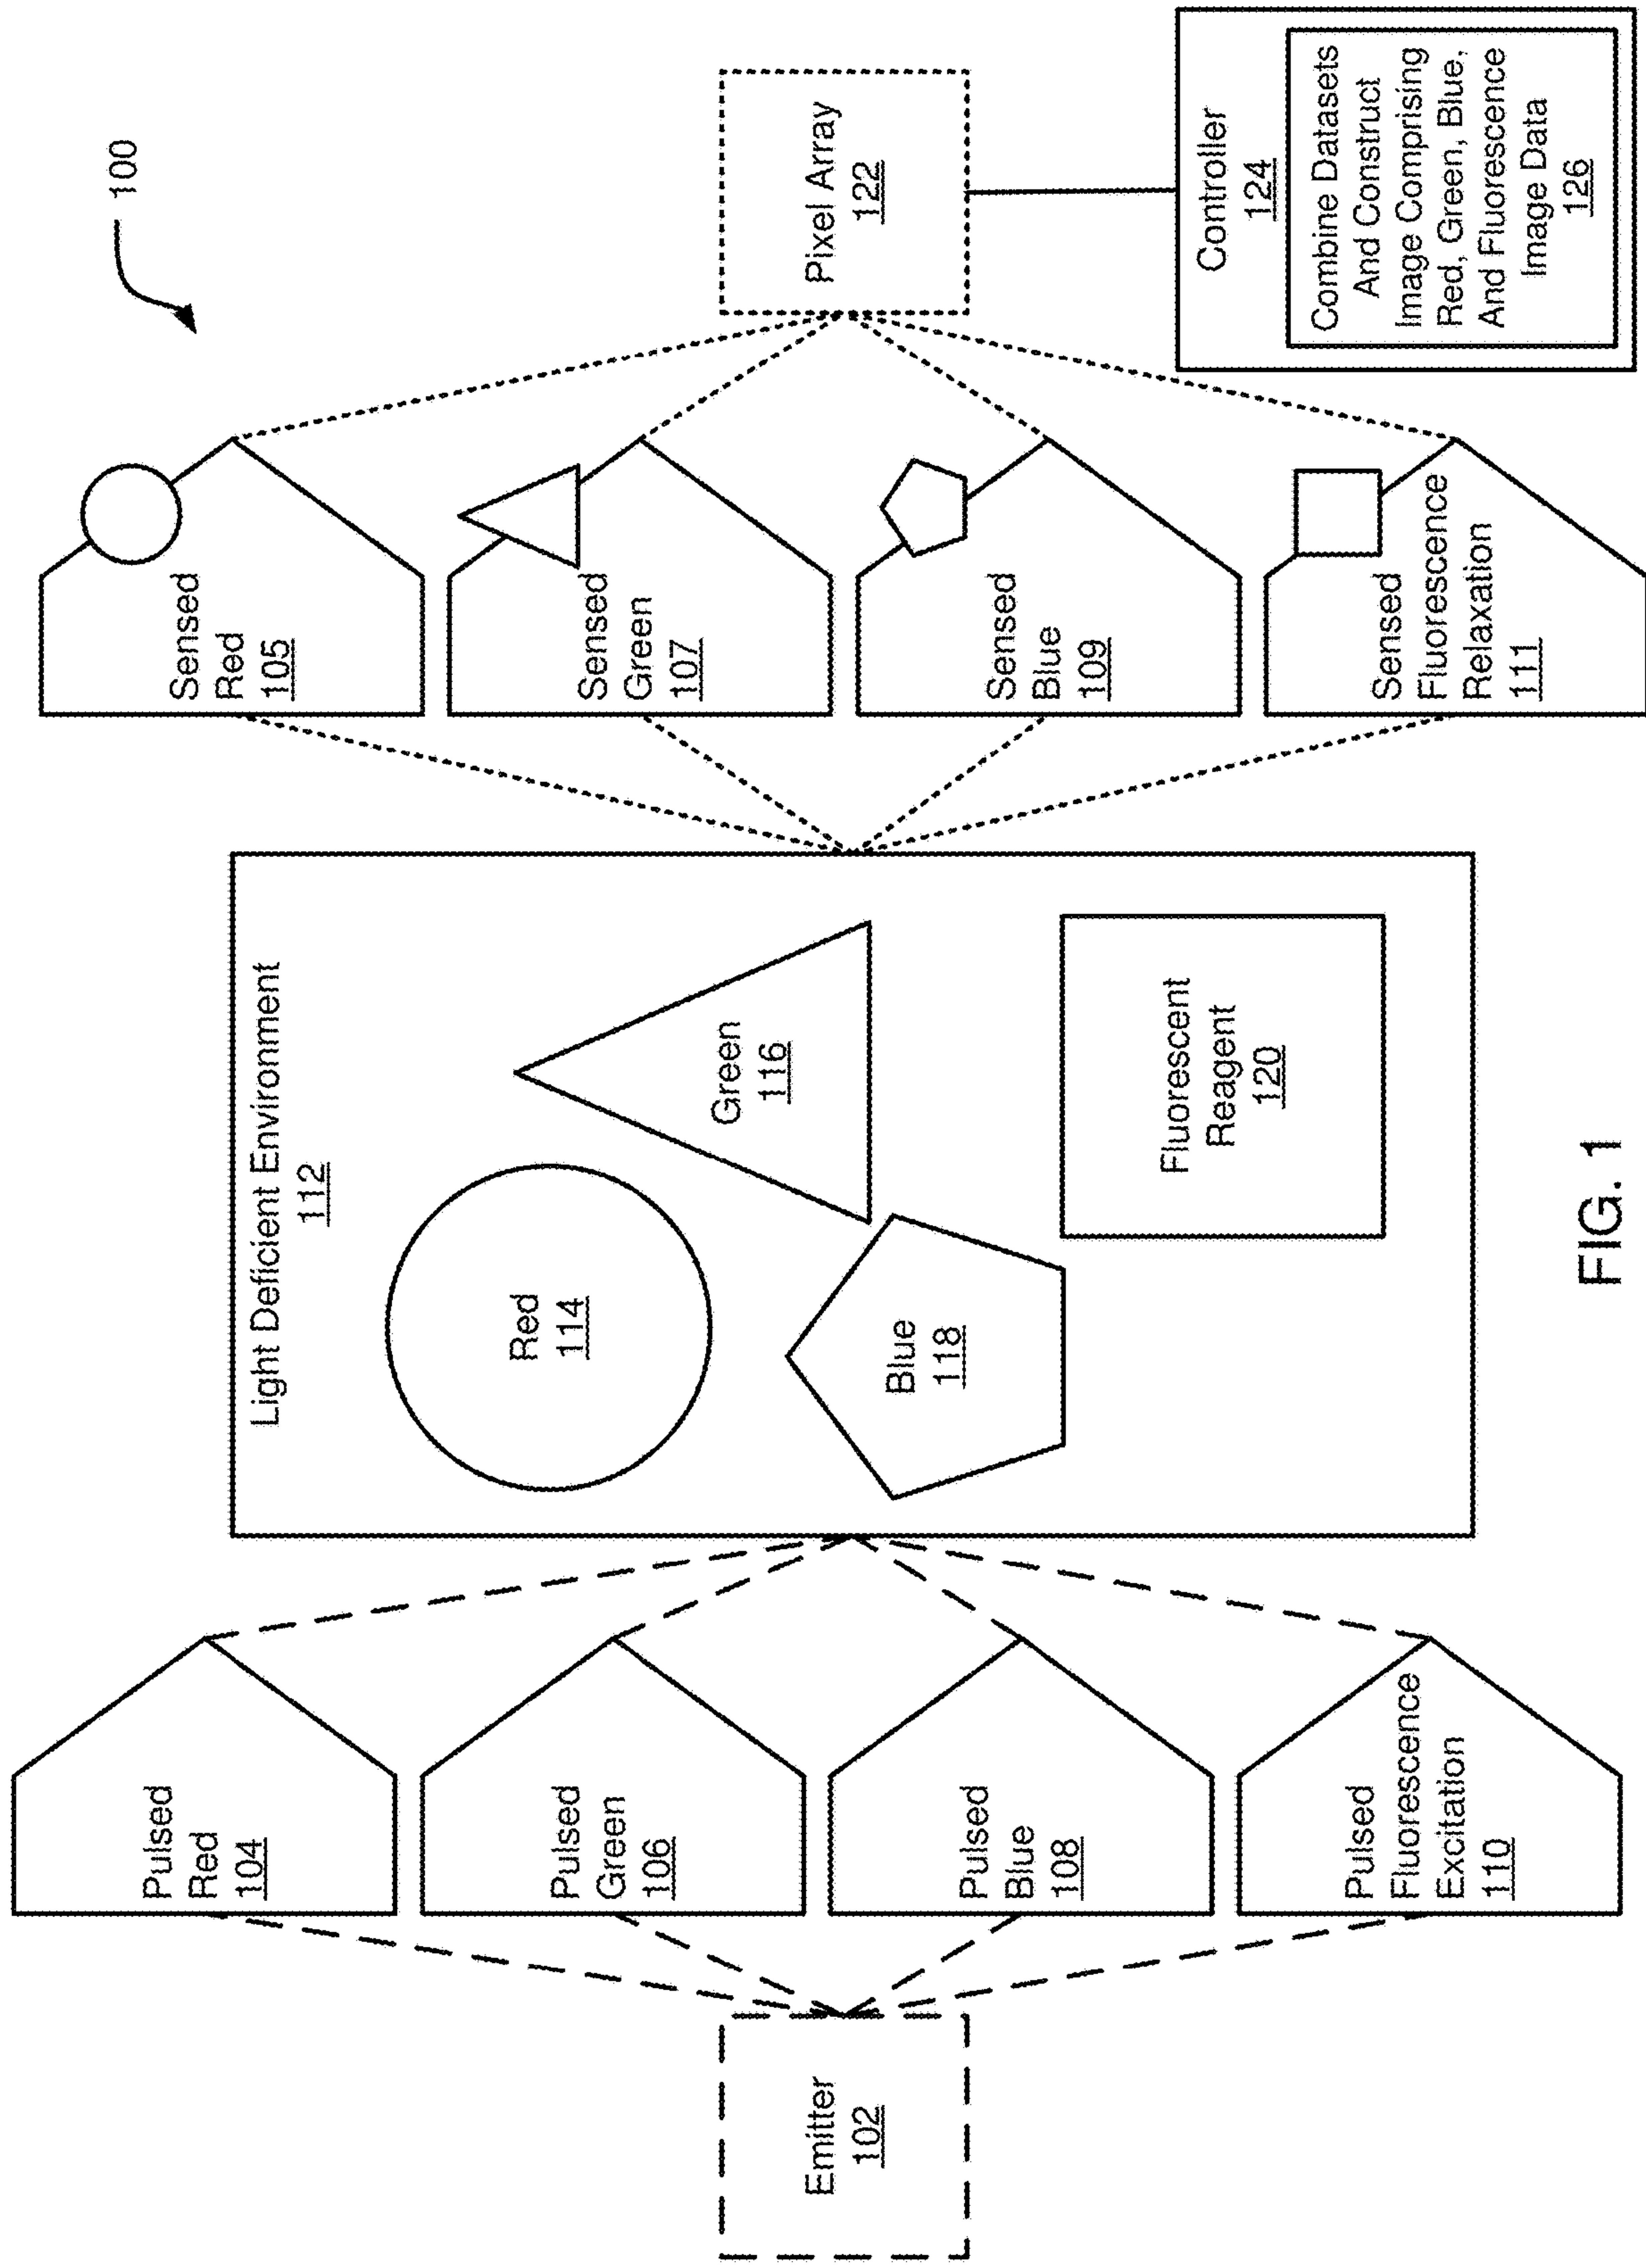 100
Emitter
102
Pulsed
Red
104
Pulsed
Green
106
Pulsed
Blue
108
Pulsed
Fluorescence
Excitation
110
Light Deficient Environment
112
Red
114
Green
116
Blue
118
Fluorescent
Reagent
120
Sensed
Red
105
Sensed
Green
107
Sensed
Blue
109
Sensed
Fluorescence
Relaxation
111
Pixel Array
122
Controller
124
Combine Datasets
And Construct
Image Comprising
Red, Green, Blue,
And Fluorescence
Image Data
126
FIG. 1